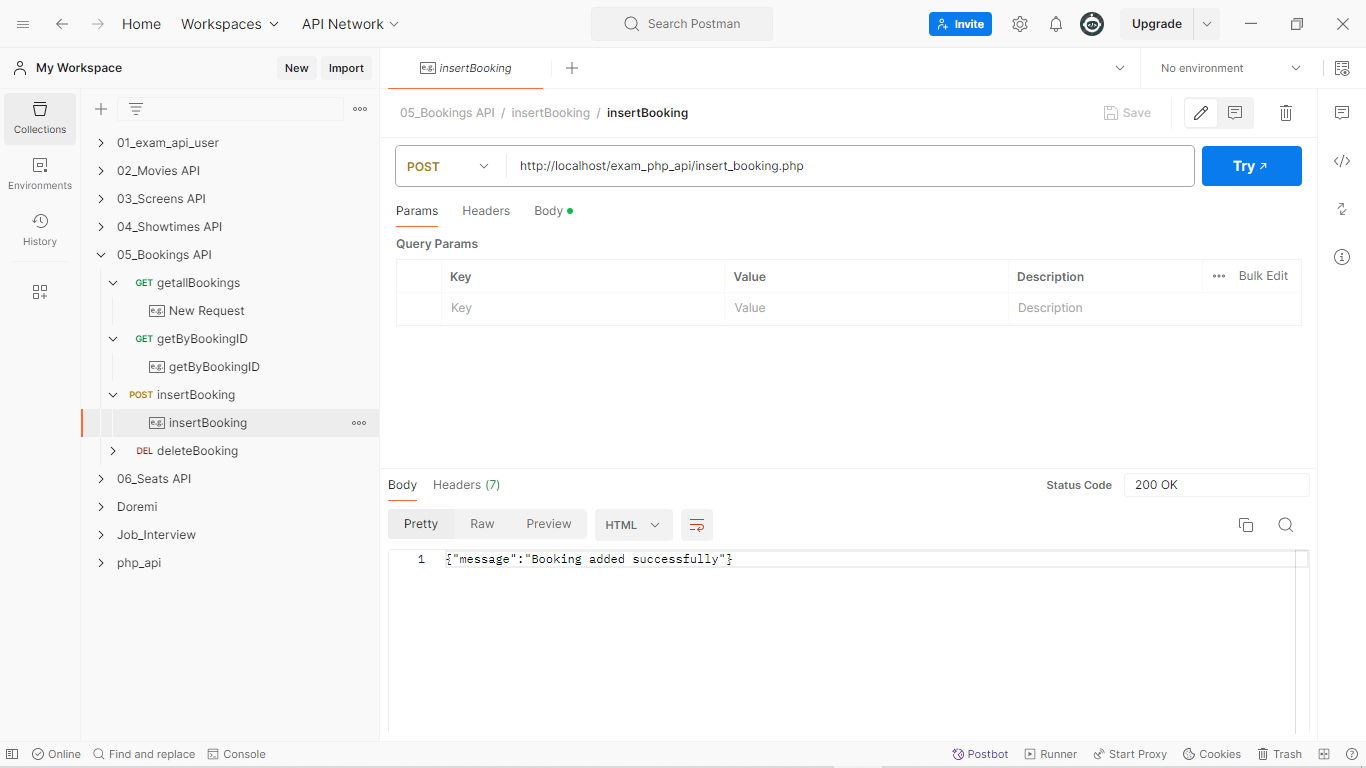 Home Workspaces API Network Search Postman Invite Upgrade
My Workspace New Import
e.g. insertBooking No environment
Collections
Environments
History
01_exam_api_user
02_Movies API
03_Screens API
04_Showtimes API
05_Bookings API
GET getallBookings
e.g. New Request
GET getByBookingID
e.g. getByBookingID
POST insertBooking
e.g. insertBooking
DEL deleteBooking
06_Seats API
Doremi
Job_Interview
php_api
05_Bookings API / insertBooking / insertBooking Save
POST http://localhost/exam_php_api/insert_booking.php Try
Params Headers Body
Query Params
Key Value Description Bulk Edit
Key Value Description
Body Headers (7) Status Code 200 OK
Pretty Raw Preview HTML
1 {"message":"Booking added successfully"}
Online Find and replace Console Postbot Runner Start Proxy Cookies Trash